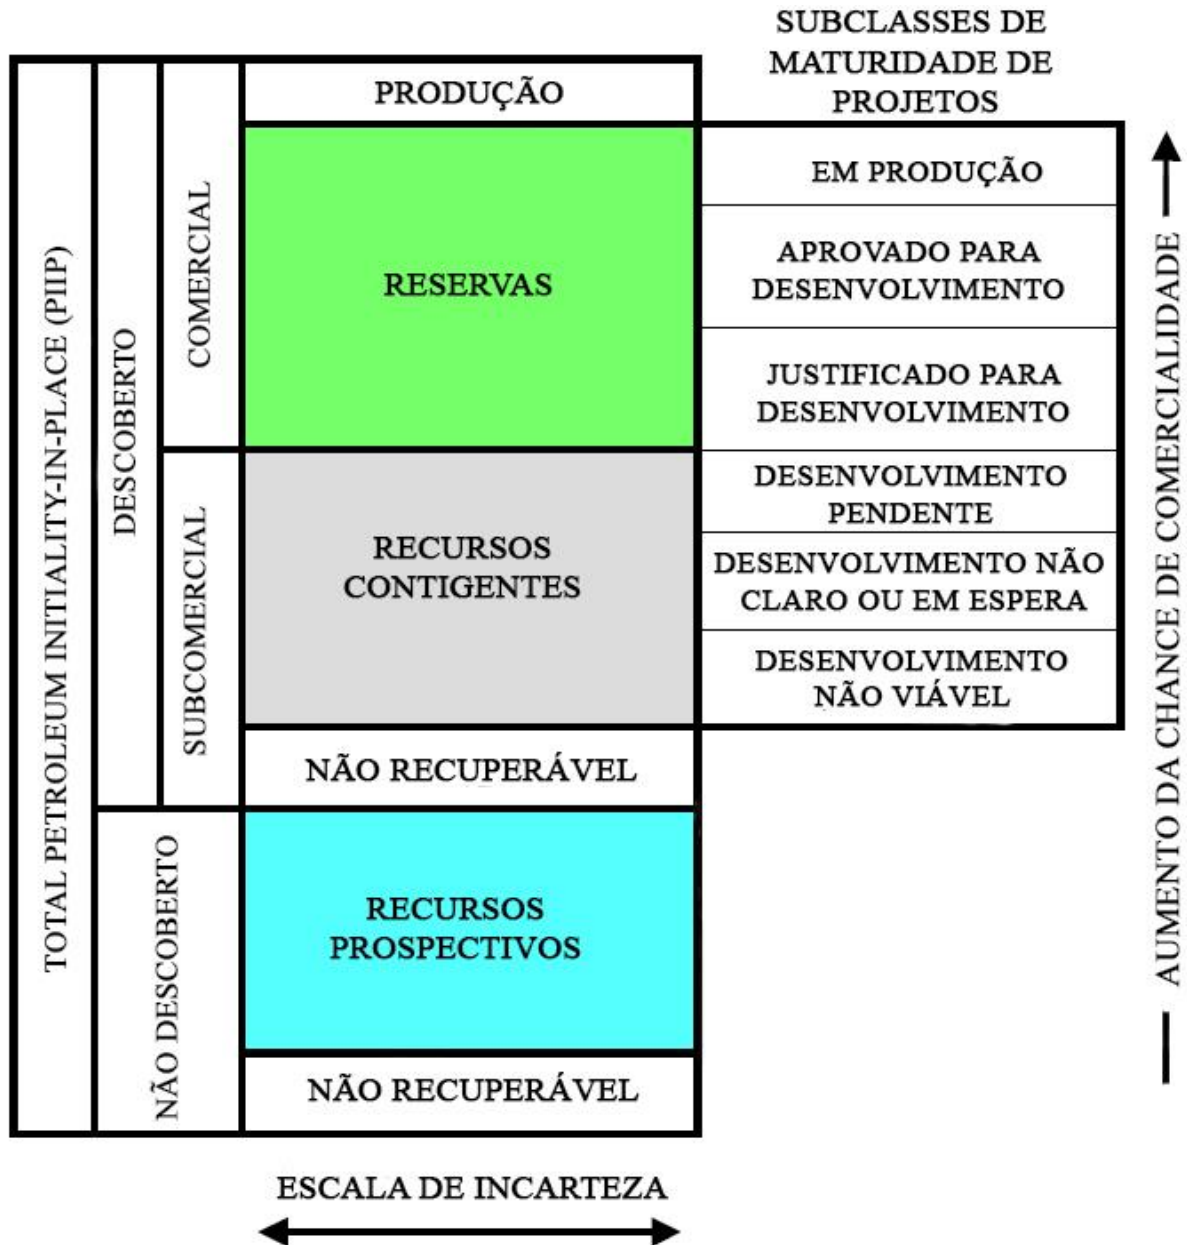 SUBCLASSES DE
MATURIDADE DE
PROJETOS
TOTAL PETROLEUM INITIALITY-IN-PLACE (PIIP)
DESCOBERTO
COMERCIAL
PRODUÇÃO
RESERVAS
EM PRODUÇÃO
APROVADO PARA
DESENVOLVIMENTO
JUSTIFICADO PARA
DESENVOLVIMENTO
SUBCOMERCIAL
RECURSOS
CONTIGENTES
DESENVOLVIMENTO
PENDENTE
DESENVOLVIMENTO NÃO
CLARO OU EM ESPERA
DESENVOLVIMENTO
NÃO VIÁVEL
NÃO RECUPERÁVEL
NÃO DESCOBERTO
RECURSOS
PROSPECTIVOS
NÃO RECUPERÁVEL
AUMENTO DA CHANCE DE COMERCIALIDADE
ESCALA DE INCARTEZA